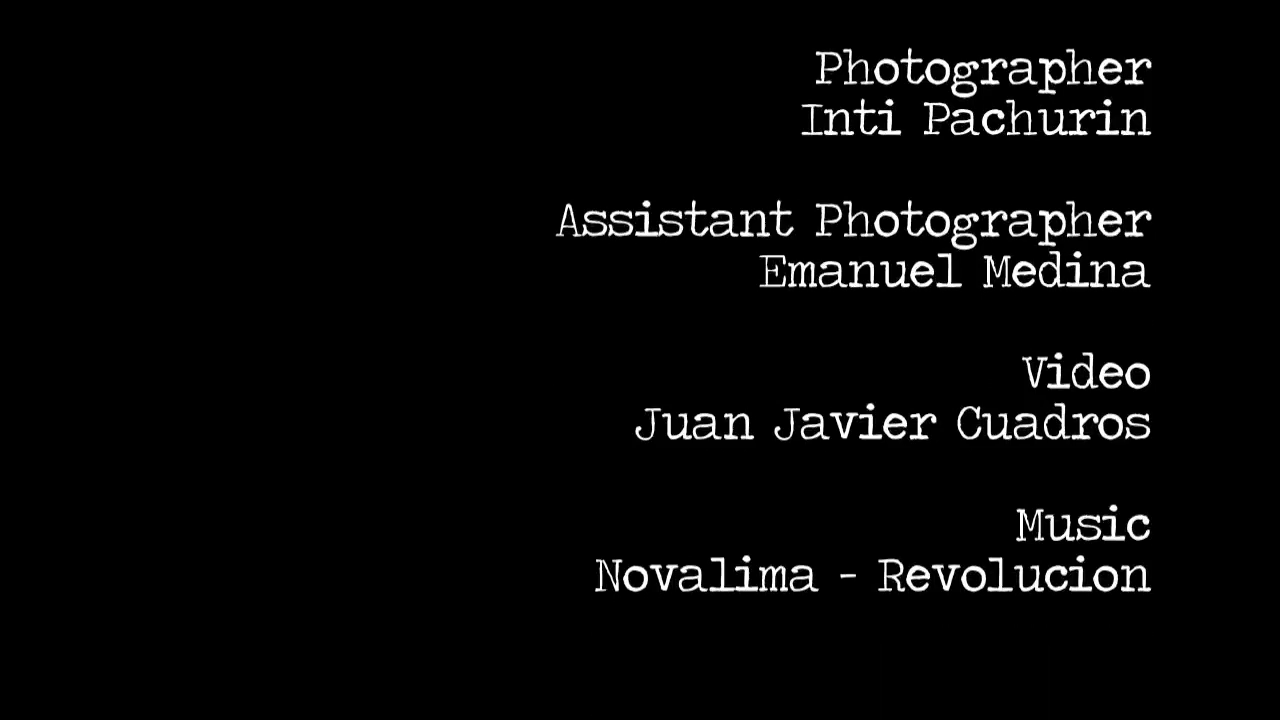 Photographer
Inti Pachurin
Assistant Photographer
Emanuel Medina
Video
Juan Javier Cuadros
Music
Novalima - Revolucion